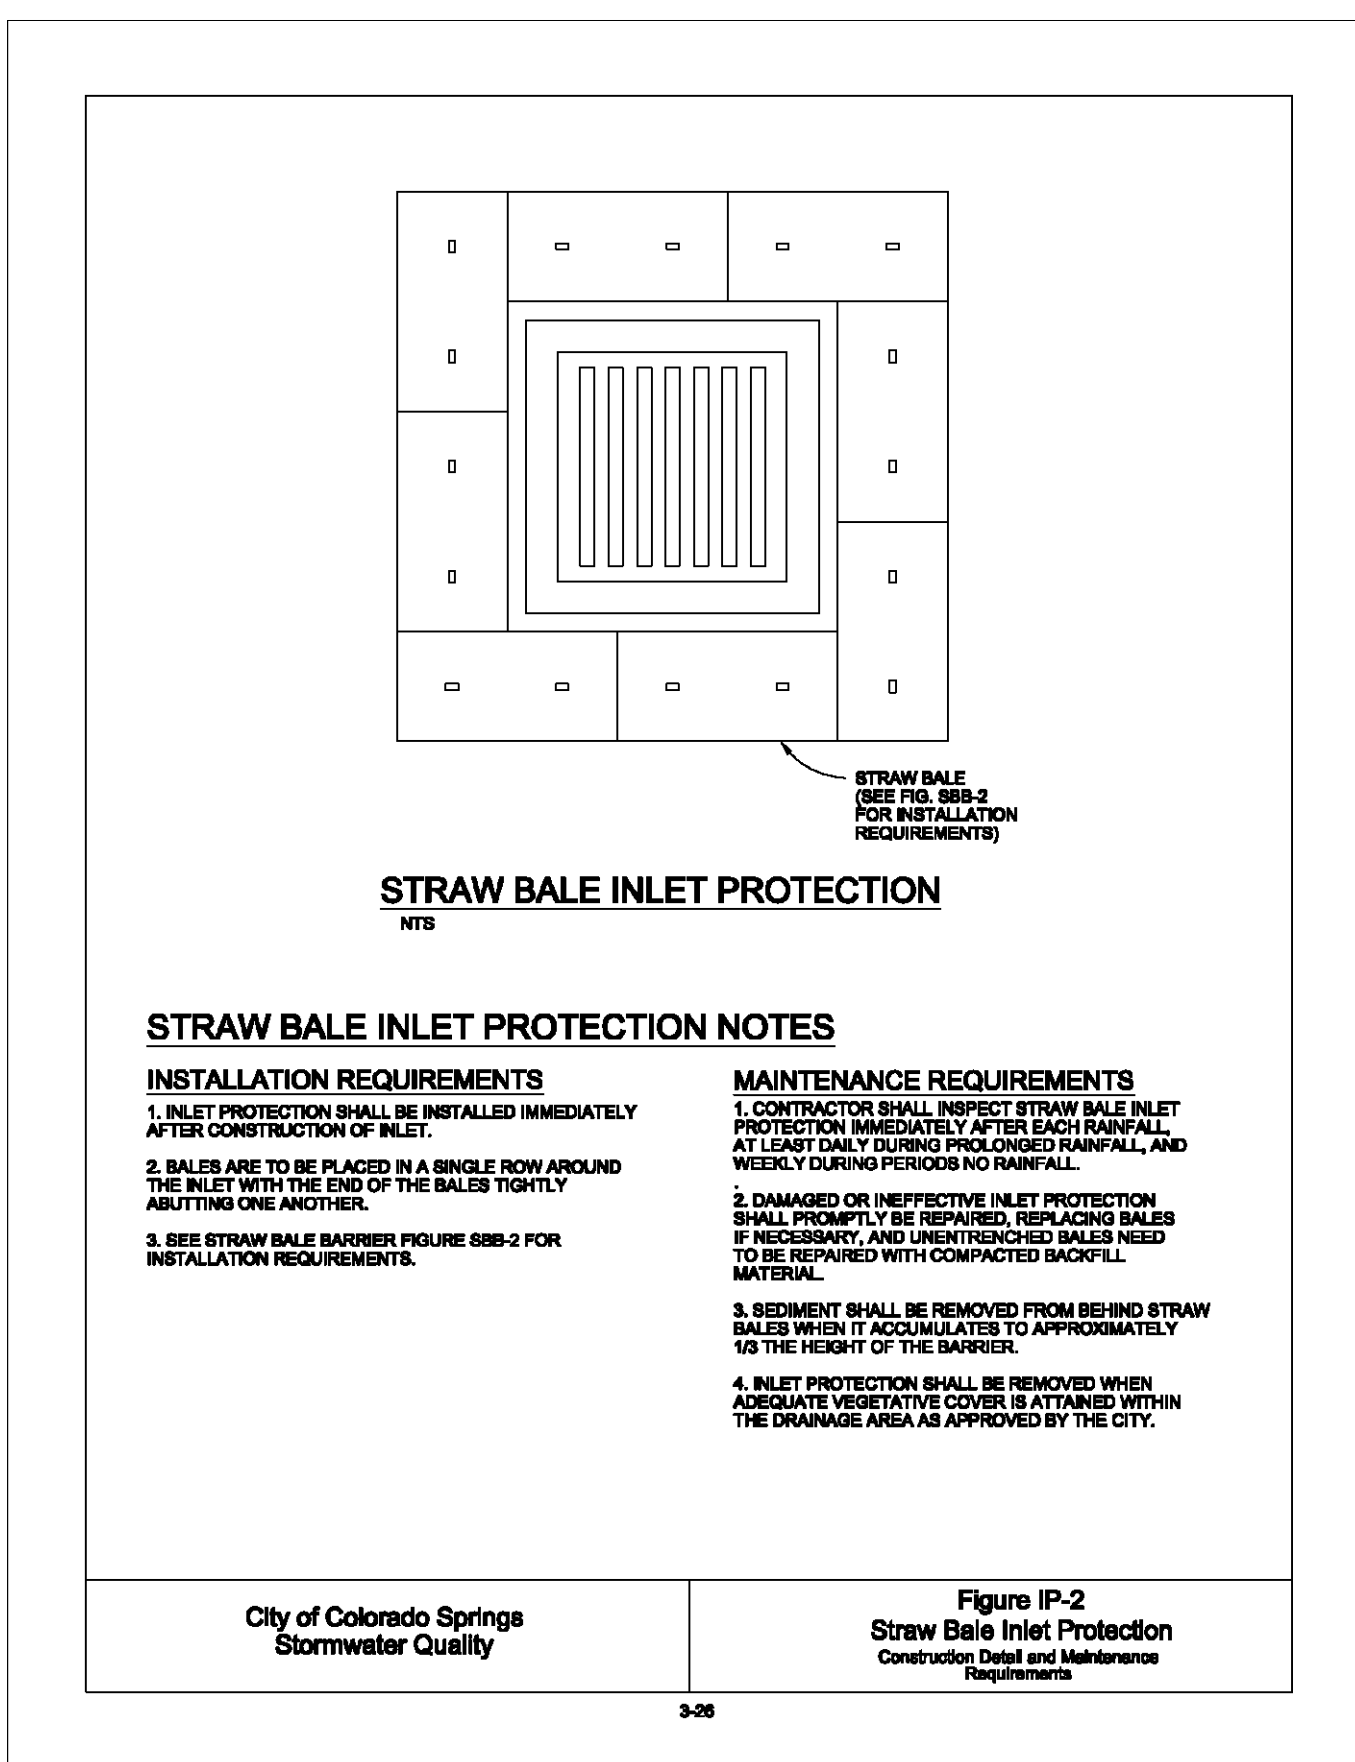 STRAW BALE
(SEE FIG. SBB-2
FOR INSTALLATION
REQUIREMENTS)
STRAW BALE INLET PROTECTION
NTS
STRAW BALE INLET PROTECTION NOTES
INSTALLATION REQUIREMENTS
1. INLET PROTECTION SHALL BE INSTALLED IMMEDIATELY
AFTER CONSTRUCTION OF INLET.
2. BALES ARE TO BE PLACED IN A SINGLE ROW AROUND
THE INLET WITH THE END OF THE BALES TIGHTLY
ABUTTING ONE ANOTHER.
3. SEE STRAW BALE BARRIER FIGURE SBB-2 FOR
INSTALLATION REQUIREMENTS.
MAINTENANCE REQUIREMENTS
1. CONTRACTOR SHALL INSPECT STRAW BALE INLET
PROTECTION IMMEDIATELY AFTER EACH RAINFALL,
AT LEAST DAILY DURING PROLONGED RAINFALL, AND
WEEKLY DURING PERIODS NO RAINFALL.
.
2. DAMAGED OR INEFFECTIVE INLET PROTECTION
SHALL PROMPTLY BE REPAIRED, REPLACING BALES
IF NECESSARY, AND UNENTRENCHED BALES NEED
TO BE REPAIRED WITH COMPACTED BACKFILL
MATERIAL.
3. SEDIMENT SHALL BE REMOVED FROM BEHIND STRAW
BALES WHEN IT ACCUMULATES TO APPROXIMATELY
1/3 THE HEIGHT OF THE BARRIER.
4. INLET PROTECTION SHALL BE REMOVED WHEN
ADEQUATE VEGETATIVE COVER IS ATTAINED WITHIN
THE DRAINAGE AREA AS APPROVED BY THE CITY.
City of Colorado Springs
Stormwater Quality
Figure IP-2
Straw Bale Inlet Protection
Construction Detail and Maintenance
Requirements
3-26